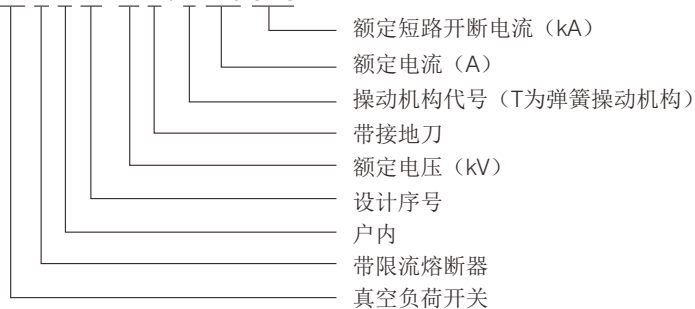 额定短路开断电流（kA）
额定电流（A）
操动机构代号（T为弹簧操动机构）
带接地刀
额定电压（kV）
设计序号
户内
带限流熔断器
真空负荷开关